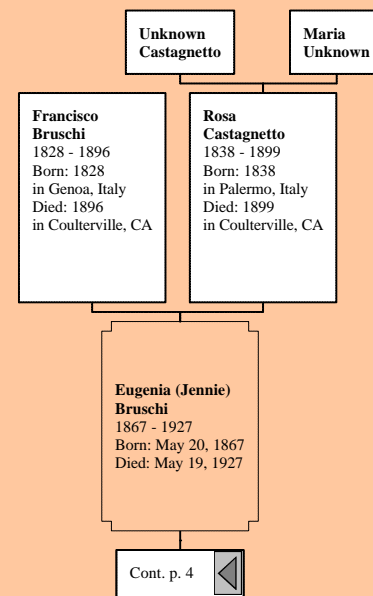 Unknown
Castagnetto
Maria
Unknown
Francisco
Bruschi
1828 - 1896
Born: 1828
in Genoa, Italy
Died: 1896
in Coulterville, CA
Rosa
Castagnetto
1838 - 1899
Born: 1838
in Palermo, Italy
Died: 1899
in Coulterville, CA
Eugenia (Jennie)
Bruschi
1867 - 1927
Born: May 20, 1867
Died: May 19, 1927
Cont. p. 4